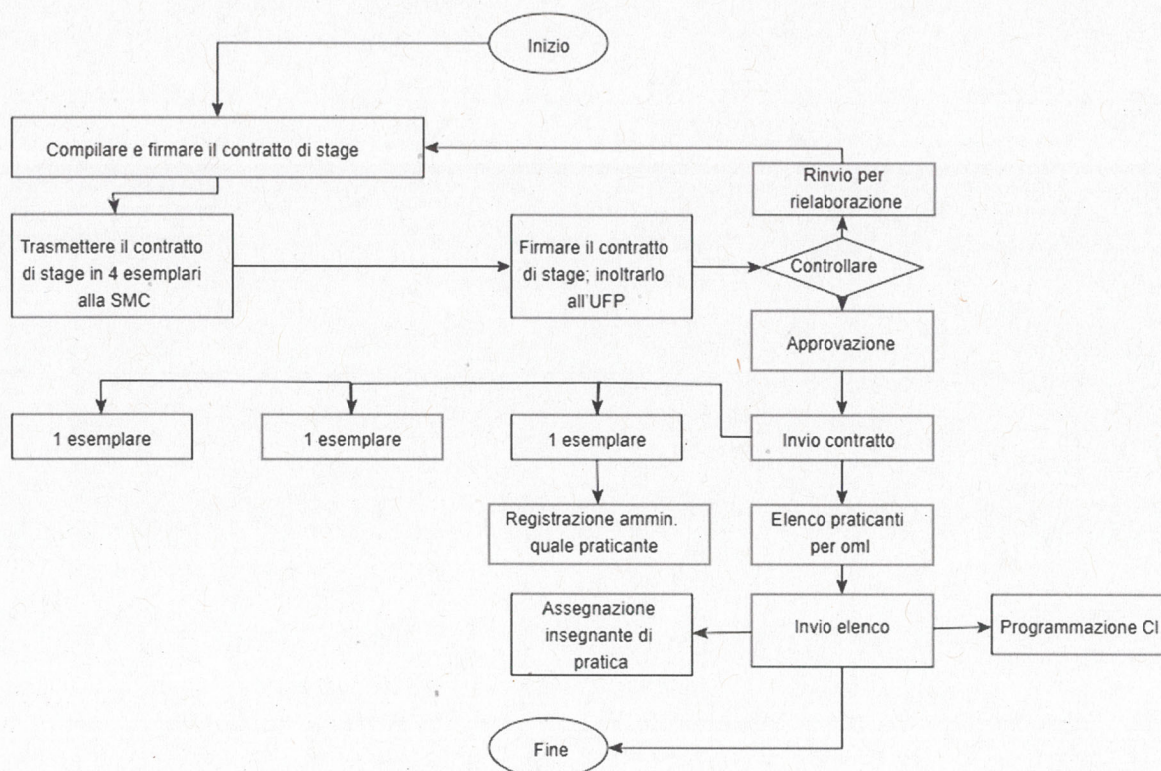 Inizio
Compilare e firmare il contratto di stage
Rinvio per
rielaborazione
Trasmettere il contratto
di stage in 4 esemplari
alla SMC
Firmare il contratto
di stage; inoltrarlo
all'UFP
Controllare
Approvazione
1 esemplare
1 esemplare
1 esemplare
Invio contratto
Registrazione ammin.
quale praticante
Elenco praticanti
per oml
Assegnazione
insegnante di
pratica
Invio elenco
Programmazione CI
Fine